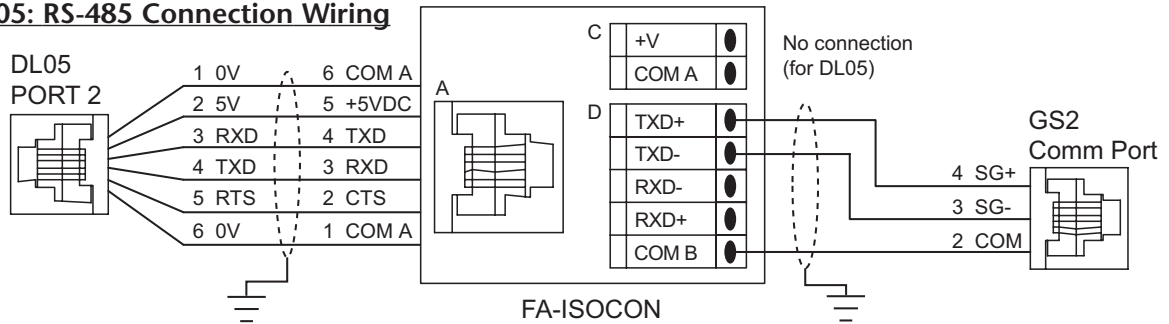 05: RS-485 Connection Wiring
DL05
PORT 2
1 0V
2 5V
3 RXD
4 TXD
5 RTS
6 0V
6 COM A
5 +5VDC
4 TXD
3 RXD
2 CTS
1 COM A
A
C
+V
COM A
D
TXD+
TXD-
RXD-
RXD+
COM B
FA-ISOCON
No connection
(for DL05)
4 SG+
3 SG-
2 COM
GS2
Comm Port